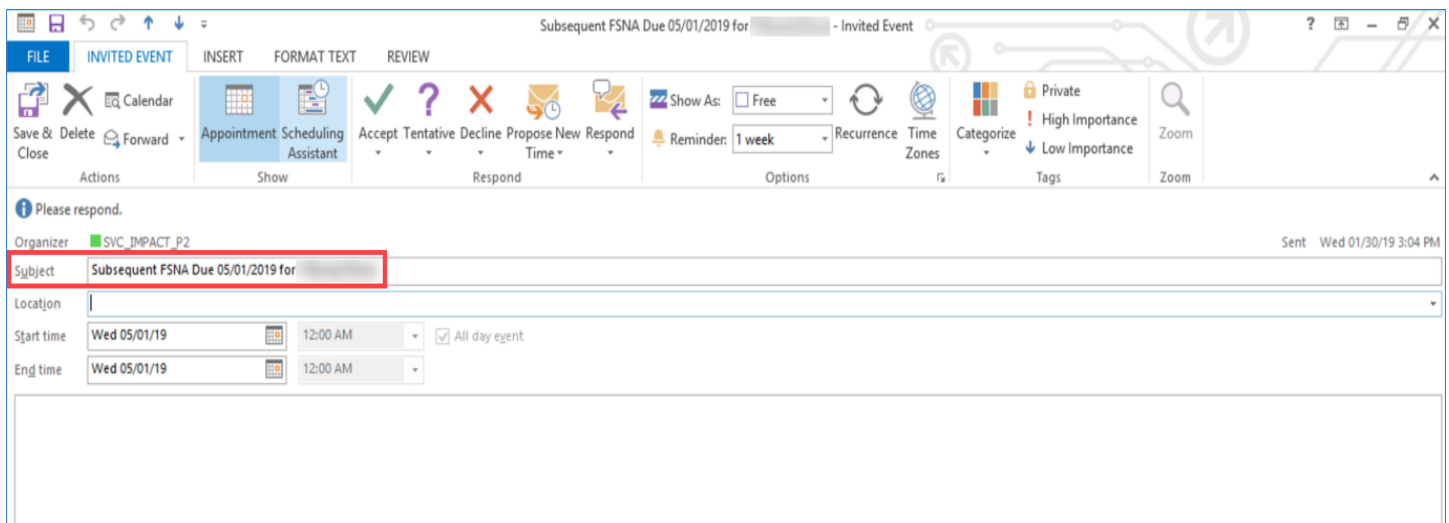 Subsequent FSNA Due 05/01/2019 for - Invited Event
?
FILE INVITED EVENT INSERT FORMAT TEXT REVIEW
Save & Close
Delete
Calendar
Forward
Actions
Appointment
Scheduling Assistant
Show
Accept
Tentative
Decline
Propose New Time
Respond
Respond
Show As: Free
Reminder: 1 week
Recurrence
Time Zones
Options
Categorize
Private
High Importance
Low Importance
Tags
Zoom
Zoom
Please respond.
Organizer SVC_IMPACT_P2 Sent Wed 01/30/19 3:04 PM
Subject Subsequent FSNA Due 05/01/2019 for
Location
Start time Wed 05/01/19 12:00 AM All day event
End time Wed 05/01/19 12:00 AM